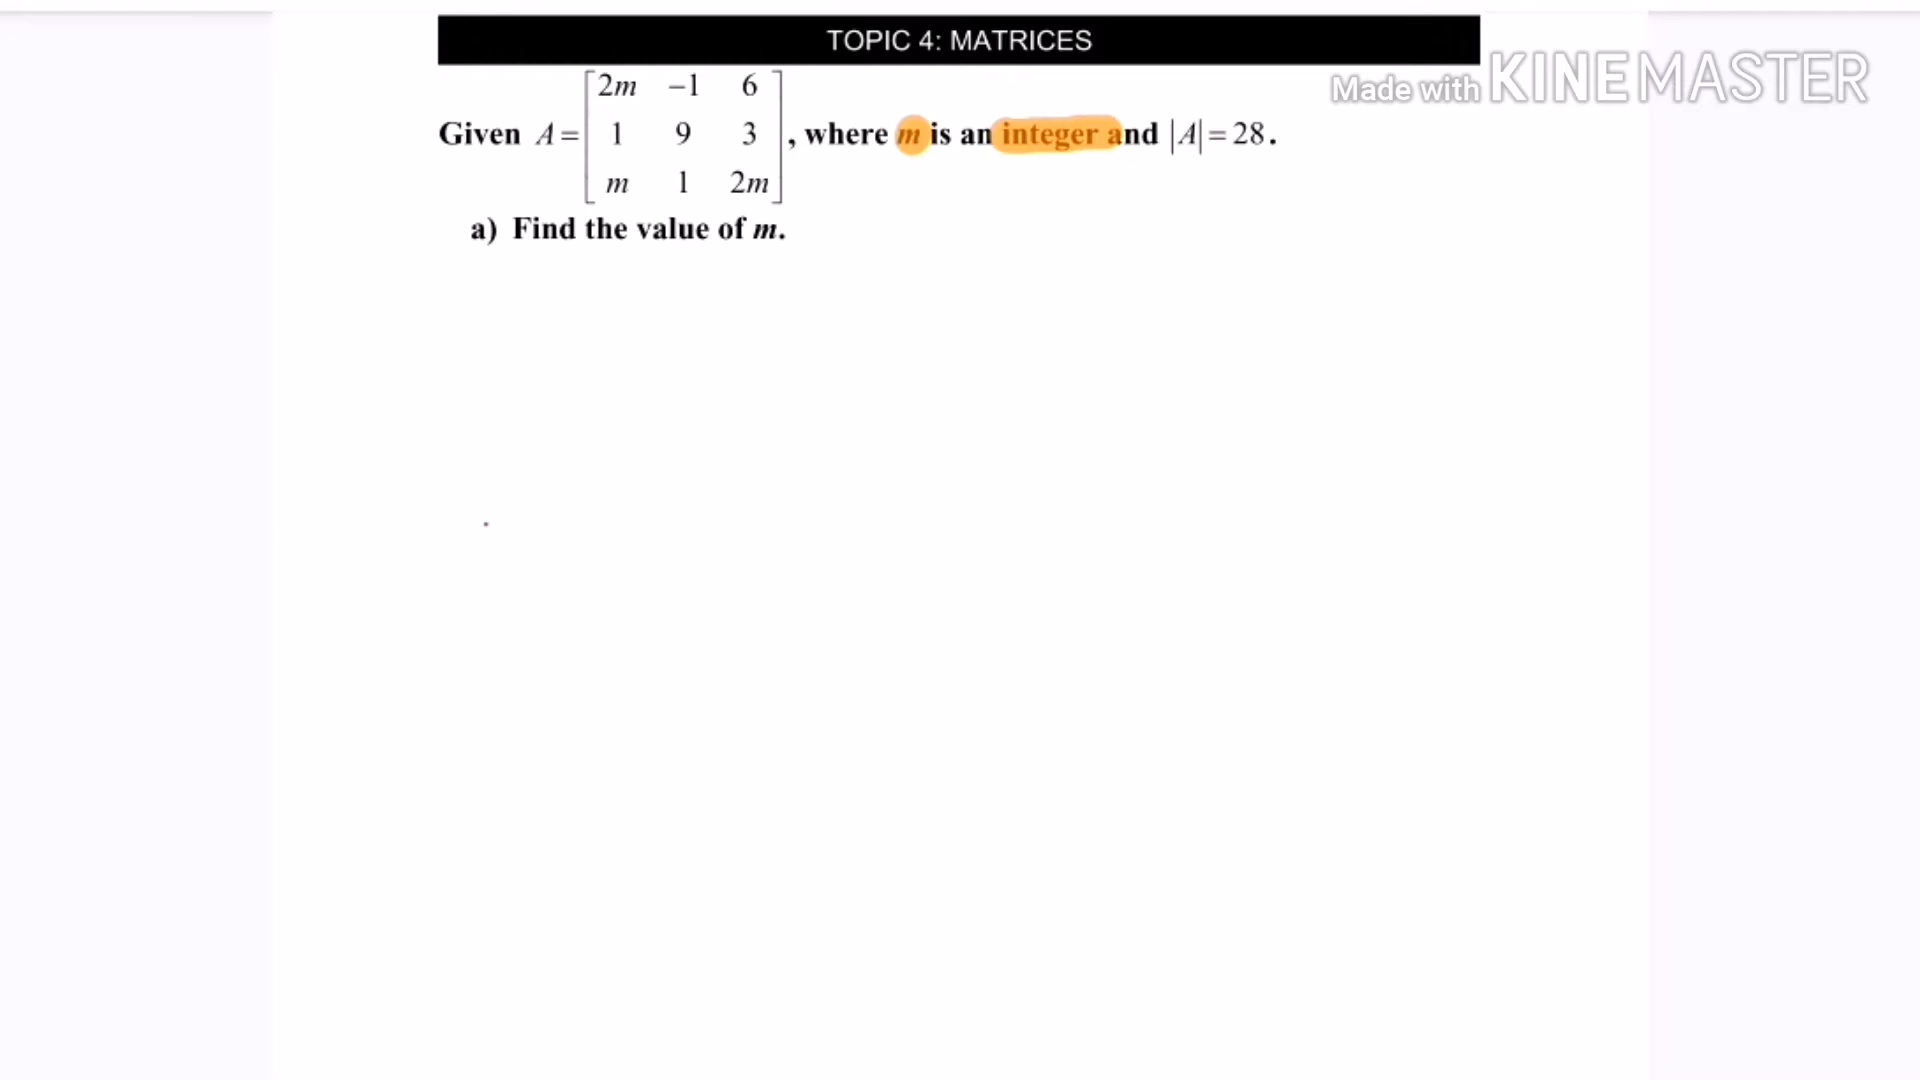 TOPIC 4: MATRICES
Made with KINEMASTER
2m −1 6
Given A = 1 9 3 , where m is an integer and |A| = 28.
m 1 2m
a) Find the value of m.